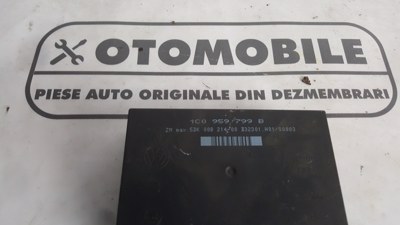 OTOMOBILE
PIESE AUTO ORIGINALE DIN DEZMEMBRARI
1C0 959/799 B